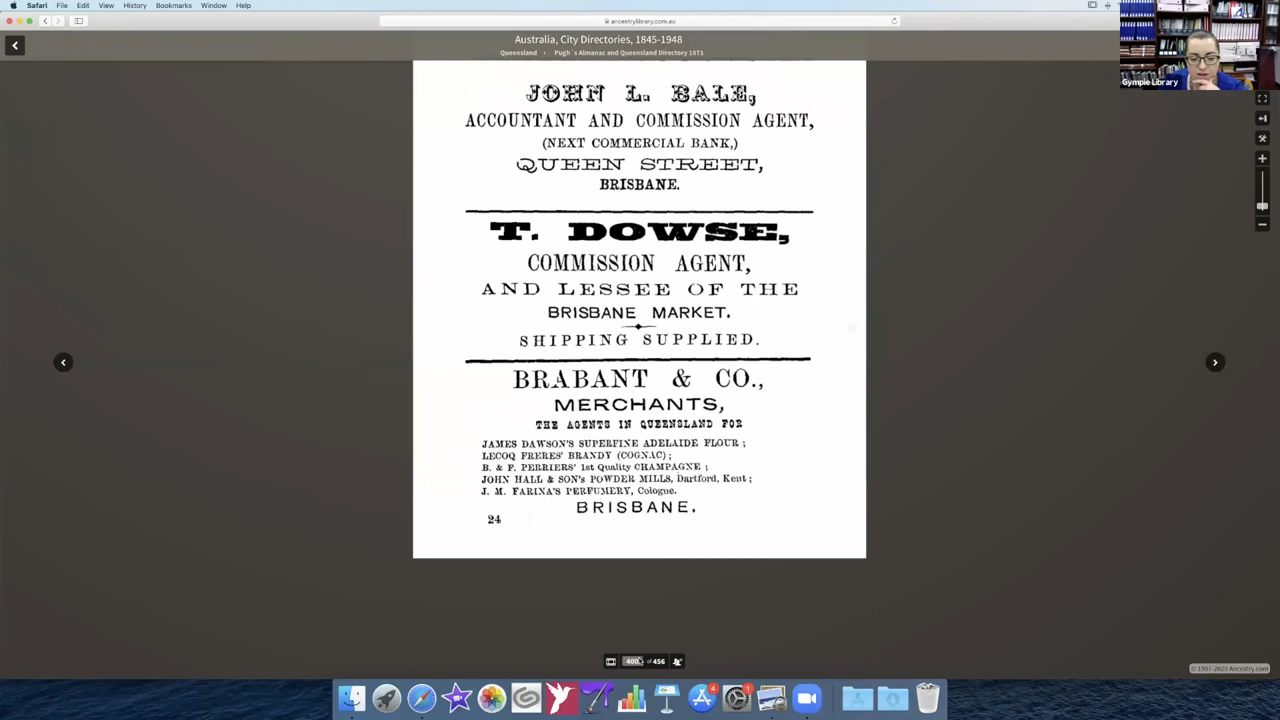 Safari File Edit View History Bookmarks Window Help
ancestrylibrary.com.au
Australia, City Directories, 1845-1948
Queensland › Pugh's Almanac and Queensland Directory 1871
Gympie Library
JOHN L. BALE,
ACCOUNTANT AND COMMISSION AGENT,
(NEXT COMMERCIAL BANK,)
QUEEN STREET,
BRISBANE.
T. DOWSE,
COMMISSION AGENT,
AND LESSEE OF THE
BRISBANE MARKET.
SHIPPING SUPPLIED.
BRABANT & CO.,
MERCHANTS,
THE AGENTS IN QUEENSLAND FOR
JAMES DAWSON'S SUPERFINE ADELAIDE FLOUR ;
LECOQ FRERES' BRANDY (COGNAC) ;
B. & F. PERRIERS' 1st Quality CHAMPAGNE ;
JOHN HALL & SON'S POWDER MILLS, Dartford, Kent ;
J. M. FARINA'S PERFUMERY, Cologne.
BRISBANE.
24
400 of 456
© 1997-2023 Ancestry.com
4
1